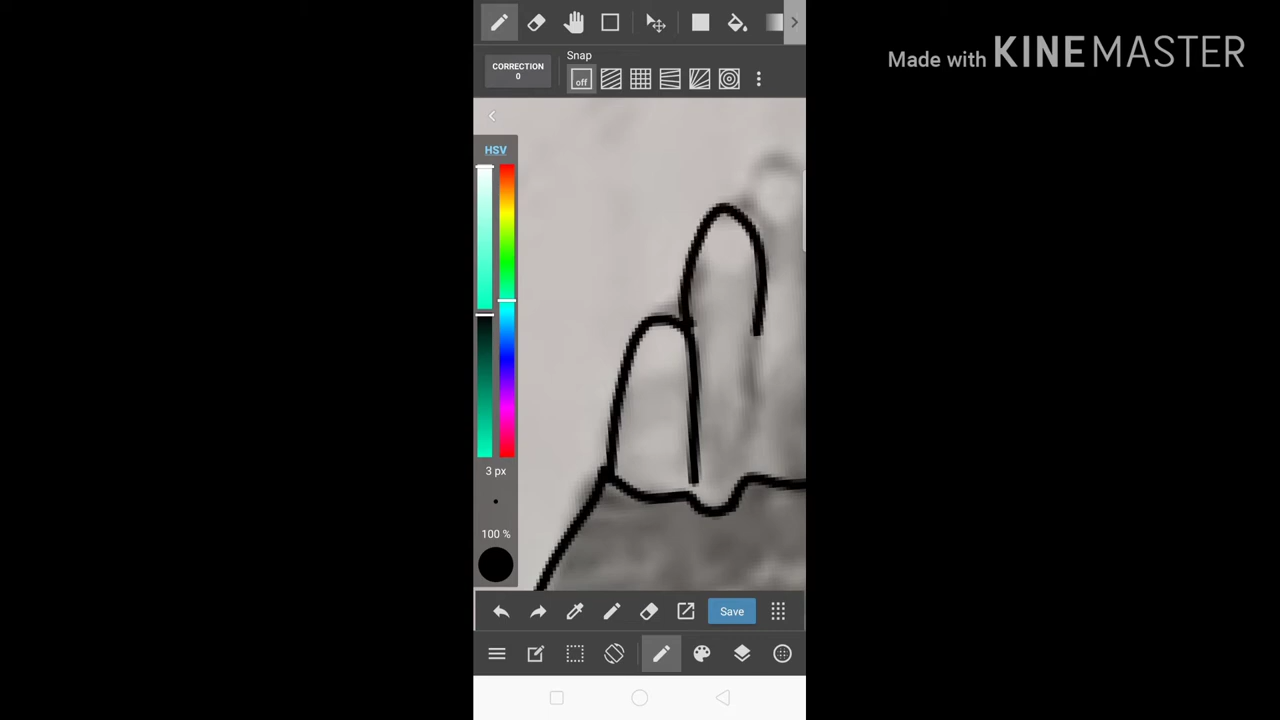 Made with KINEMASTER
Snap
CORRECTION
0
off
HSV
3 px
100 %
Save